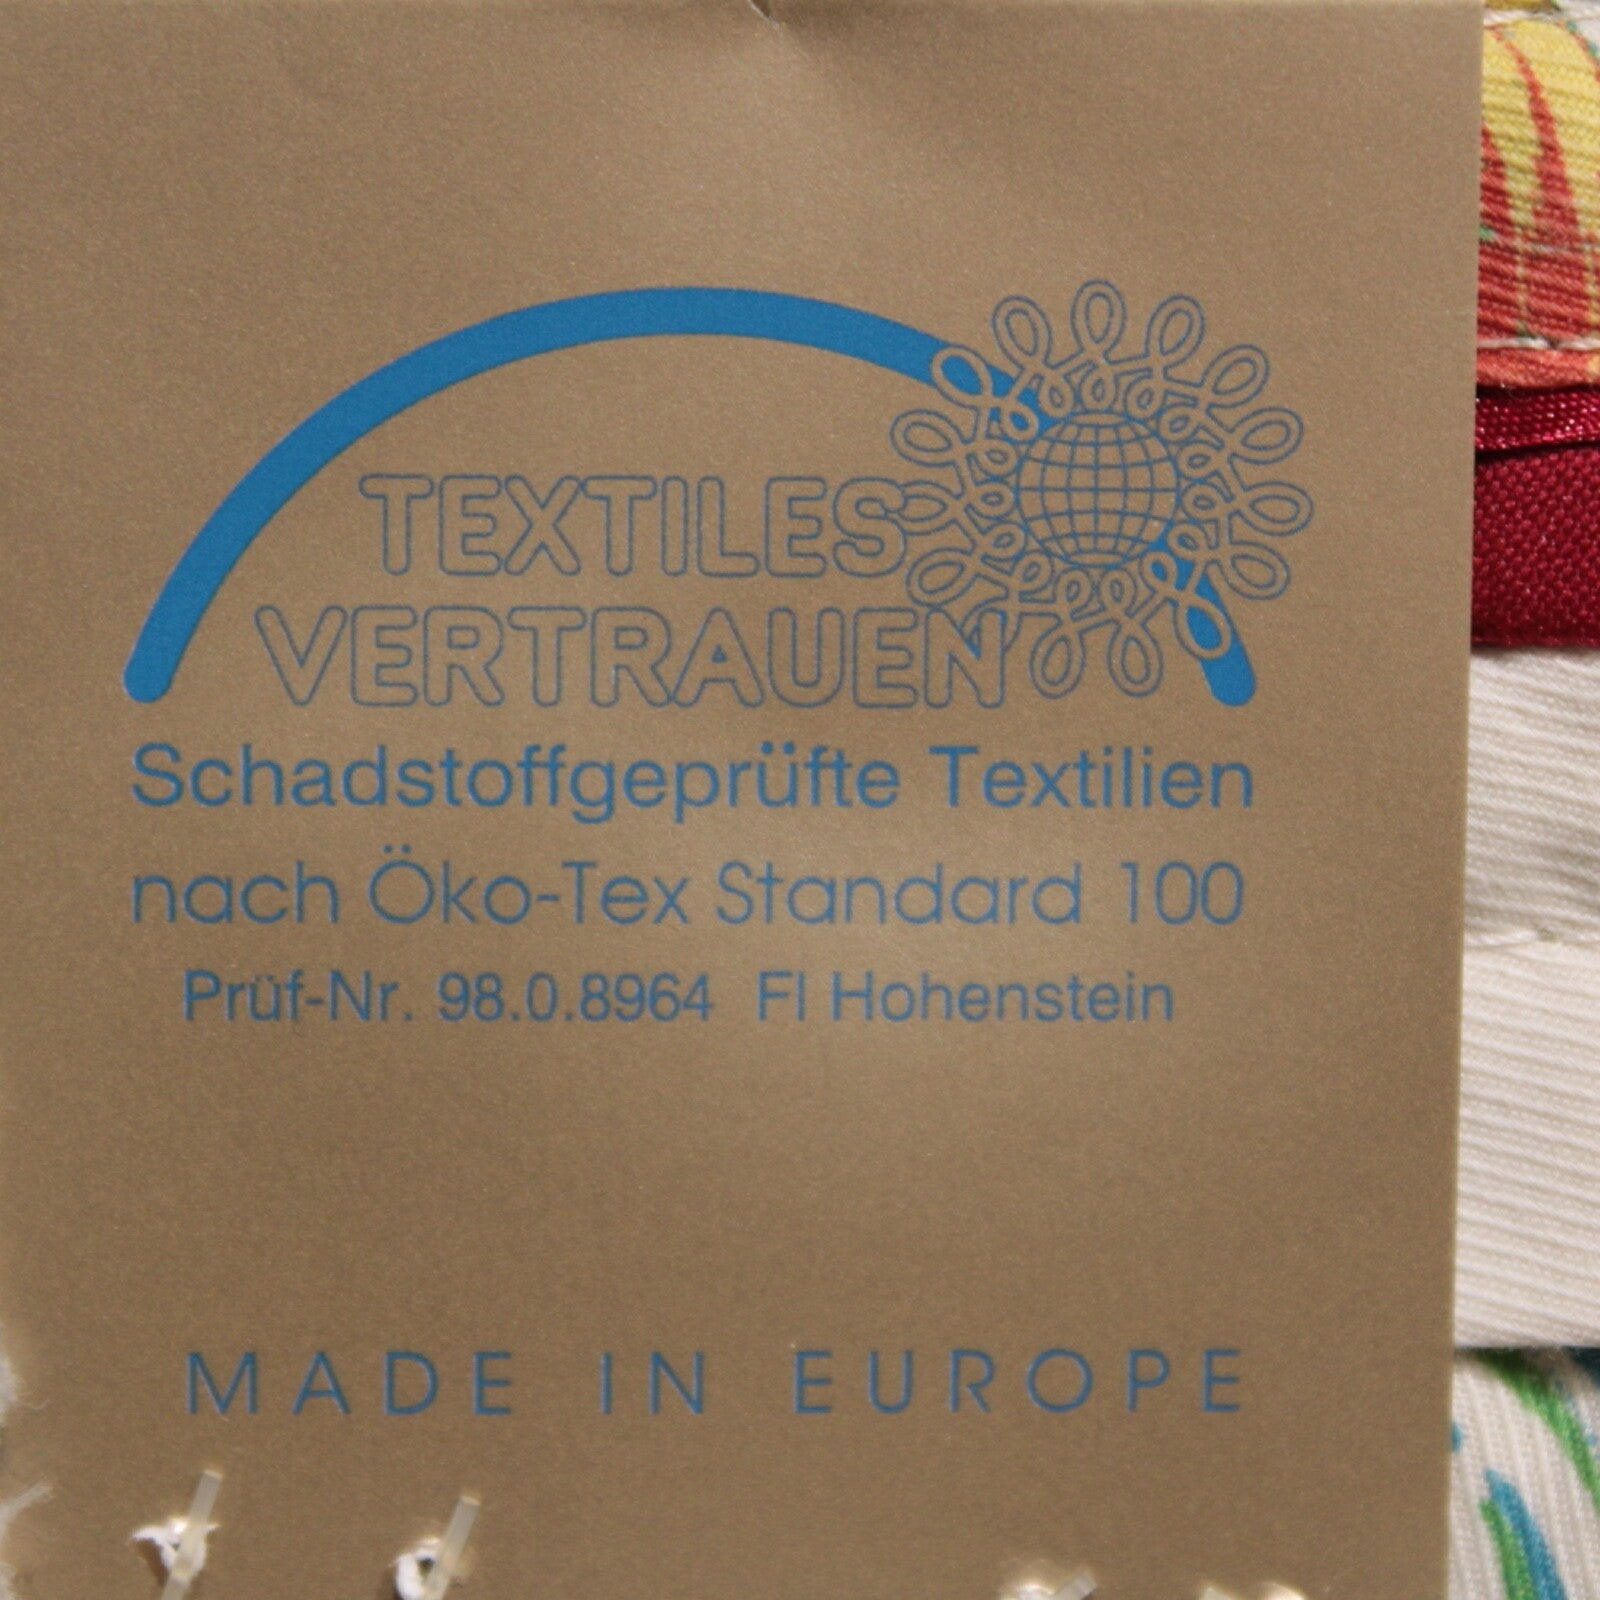 TEXTILES
VERTRAUEN
Schadstoffgeprüfte Textilien
nach Öko-Tex Standard 100
Prüf-Nr. 98.0.8964 FI Hohenstein
MADE IN EUROPE